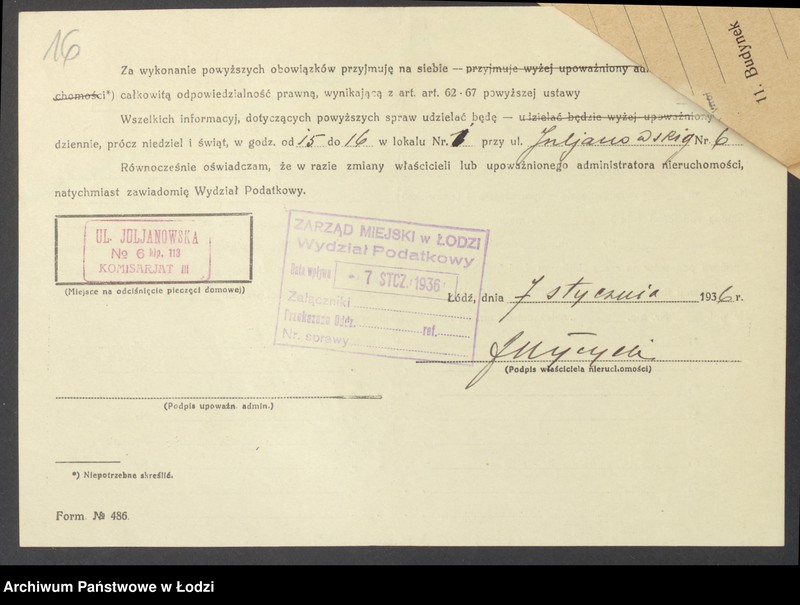 16
Za wykonanie powyższych obowiązków przyjmuję na siebie — przyjmuje wyżej upoważniony
chomości*) całkowitą odpowiedzialność prawną, wynikającą z art. art. 62-67 powyższej ustawy
Wszelkich informacyj, dotyczących powyższych spraw udzielać będę — udzielać będzie wyżej upoważniony
dziennie, prócz niedziel i świąt, w godz. od 15 do 16 w lokalu Nr. 1 przy ul. Juljanowskiej Nr. 6
Równocześnie oświadczam, że w razie zmiany właścicieli lub upoważnionego administratora nieruchomości,
natychmiast zawiadomię Wydział Podatkowy.
UL. JULJANOWSKA
№ 6 hip. 113
KOMISARJAT III
(Miejsce na odciśnięcie pieczęci domowej)
ZARZĄD MIEJSKI w ŁODZI
Wydział Podatkowy
Data wpływu - 7 STCZ. 1936
Załączniki
Przekazano Oddz. ref.
Nr. sprawy
Łódź, dnia 7 stycznia 1936 r.
(Podpis właściciela nieruchomości)
(Podpis upoważn. admin.)
*) Niepotrzebne skreślić.
Form. № 486.
11. Budynek
Archiwum Państwowe w Łodzi